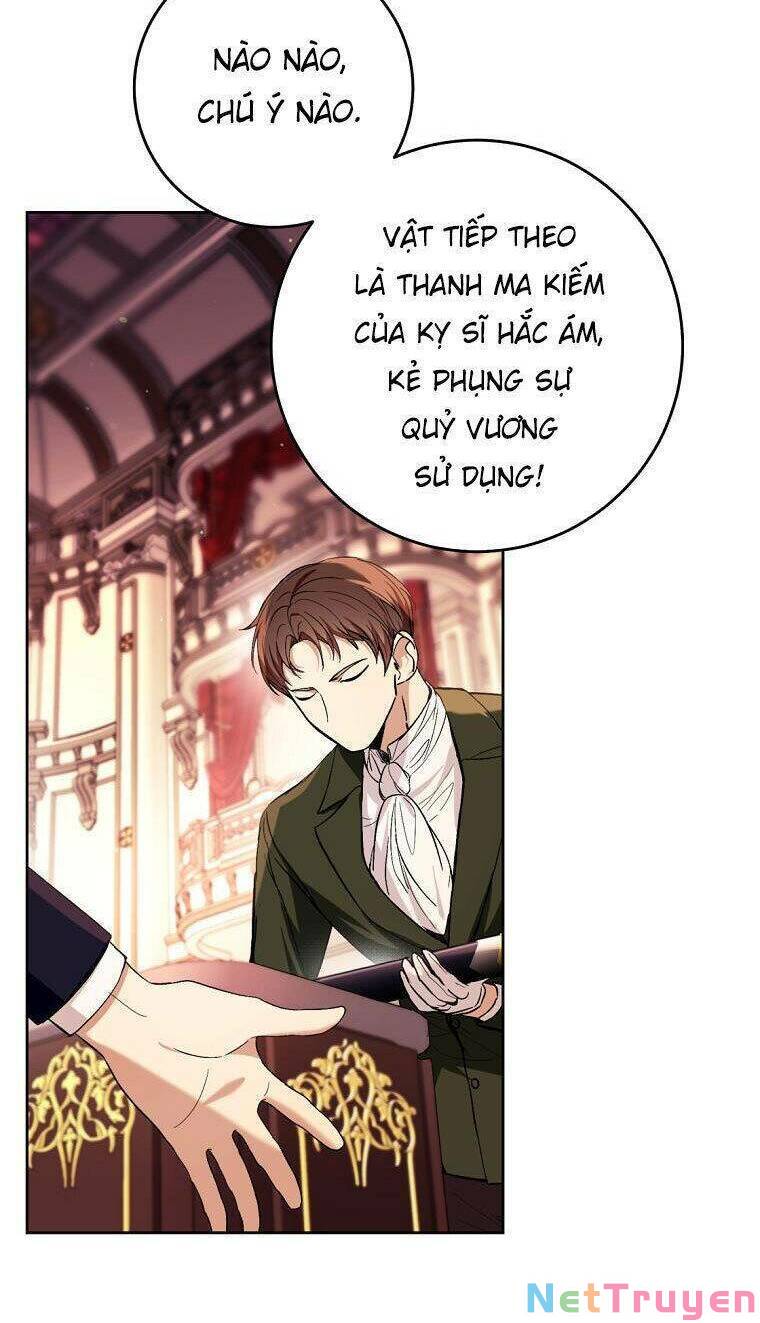 NÀO NÀO,
CHÚ Ý NÀO.
VẬT TIẾP THEO
LÀ THANH MA KIẾM
CỦA KỴ SĨ HẮC ÁM,
KẺ PHỤNG SỰ
QUỶ VƯƠNG
SỬ DỤNG!
NetTruyen